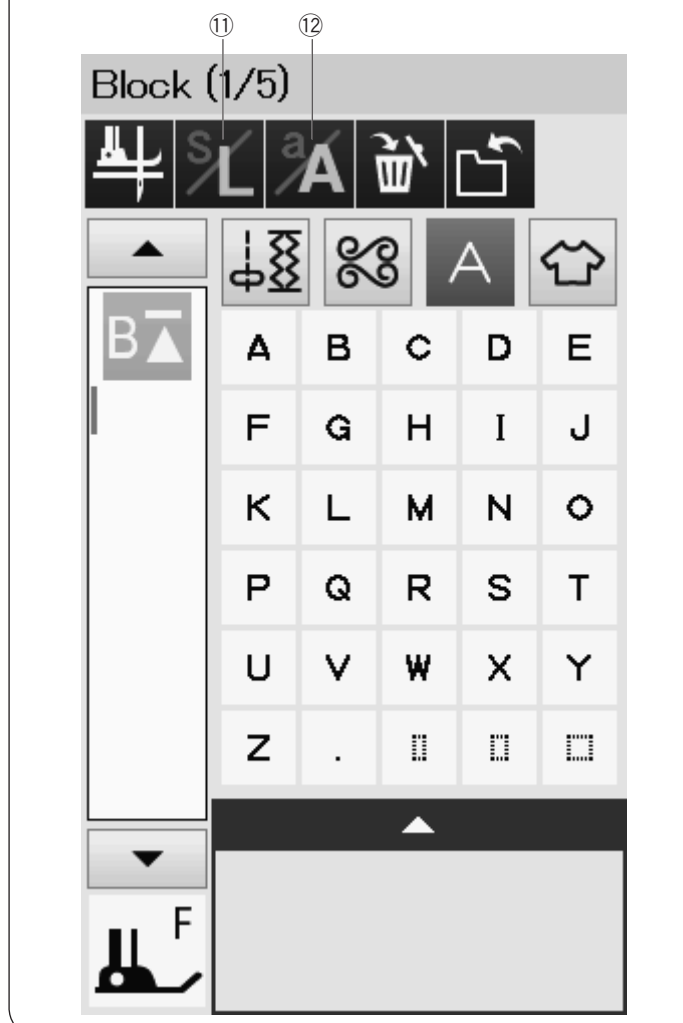 ⑪ ⑫
Block (1/5)
S/L a/A
A
B
A B C D E
F G H I J
K L M N O
P Q R S T
U V W X Y
Z .
F